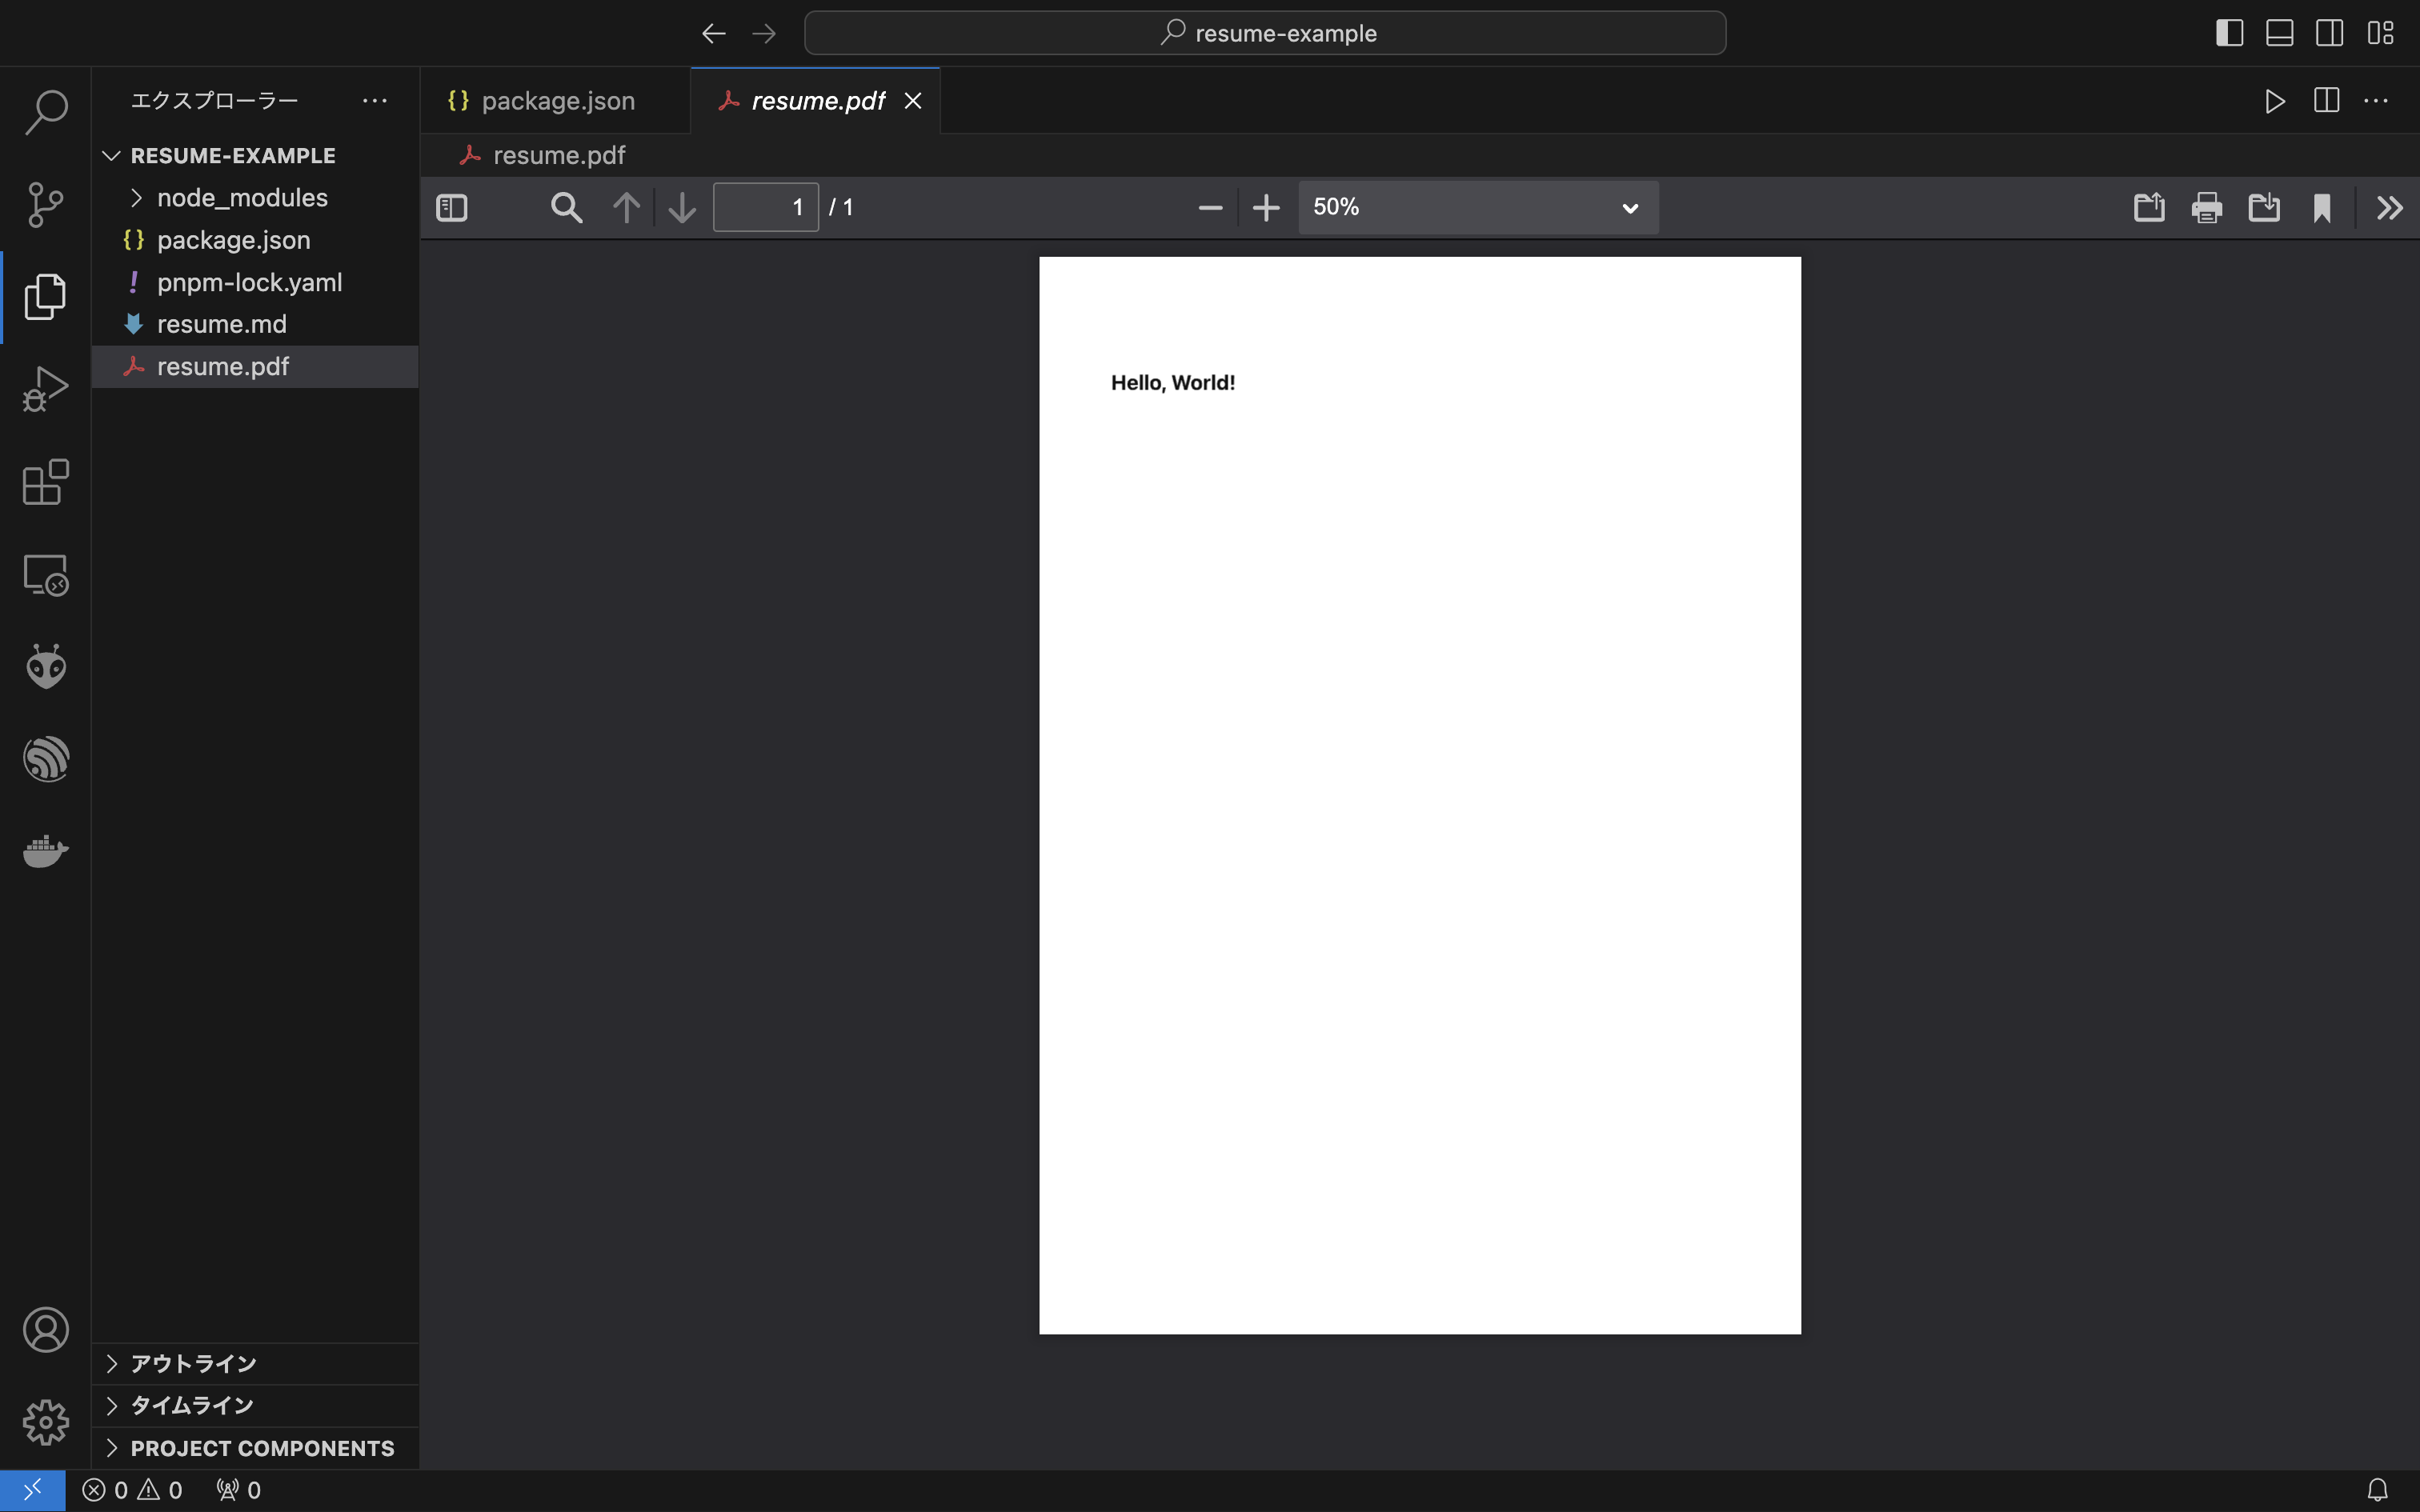 resume-example
エクスプローラー
RESUME-EXAMPLE
node_modules
package.json
pnpm-lock.yaml
resume.md
resume.pdf
アウトライン
タイムライン
PROJECT COMPONENTS
package.json
resume.pdf
resume.pdf
1 / 1
50%
Hello, World!
0 0 0